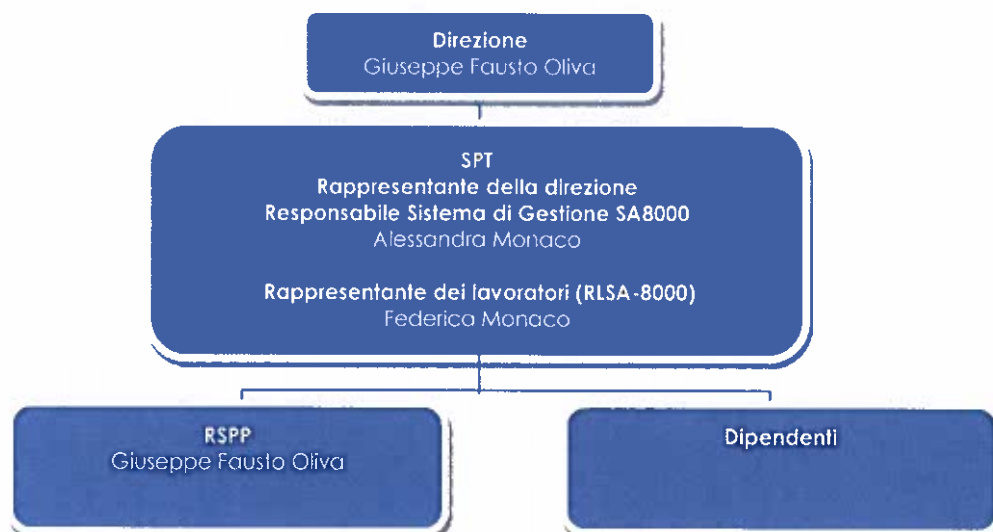 Direzione
Giuseppe Fausto Oliva
SPT
Rappresentante della direzione
Responsabile Sistema di Gestione SA8000
Alessandra Monaco
Rappresentante dei lavoratori (RLSA-8000)
Federica Monaco
RSPP
Giuseppe Fausto Oliva
Dipendenti